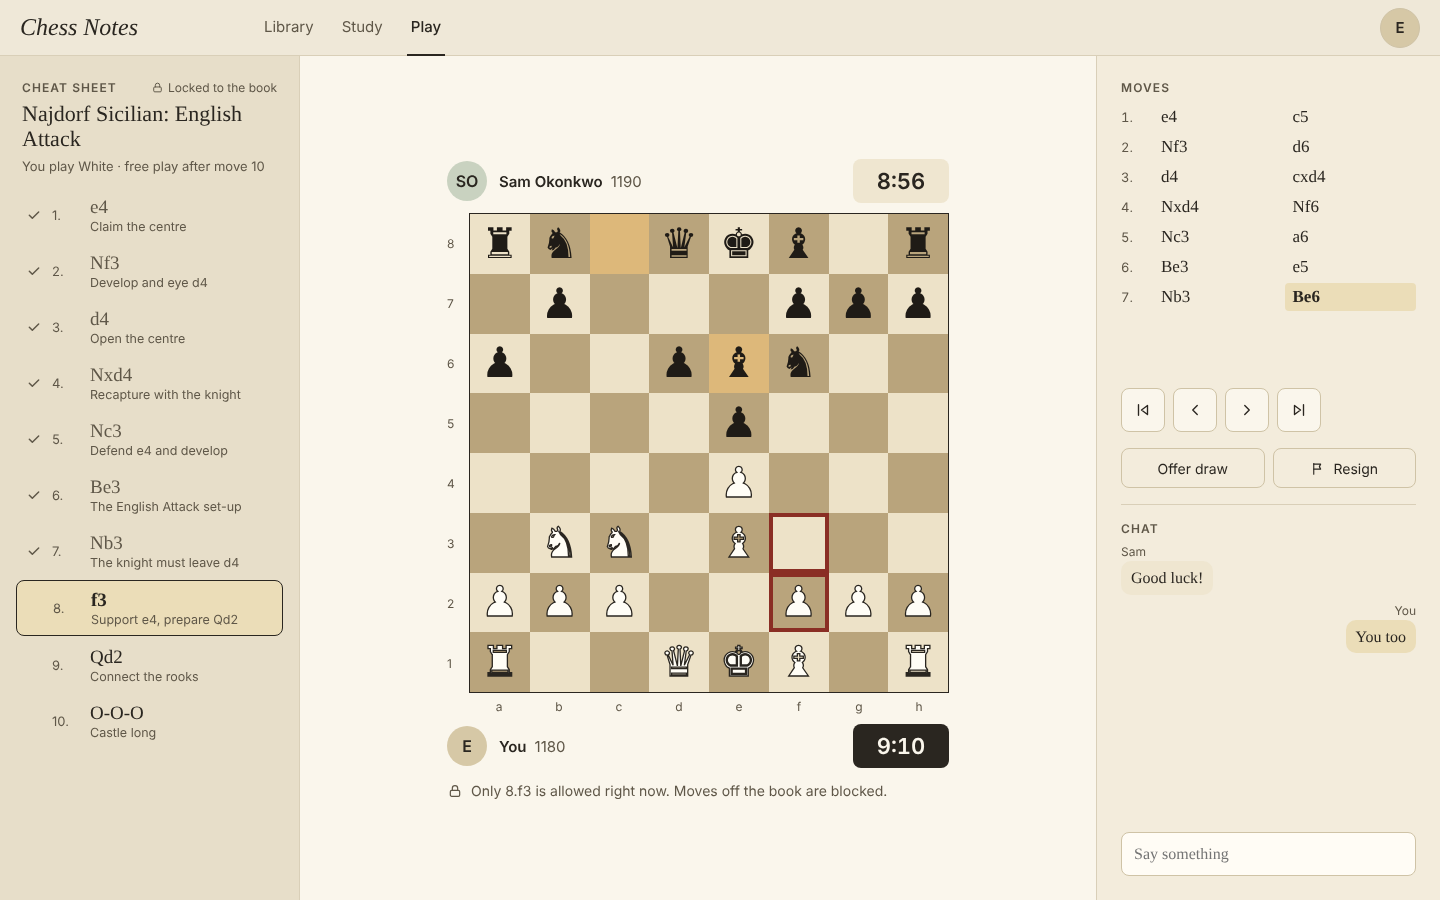 Chess Notes
Library Study Play
E
CHEAT SHEET
Locked to the book
Najdorf Sicilian: English
Attack
You play White · free play after move 10
1. e4
Claim the centre
2. Nf3
Develop and eye d4
3. d4
Open the centre
4. Nxd4
Recapture with the knight
5. Nc3
Defend e4 and develop
6. Be3
The English Attack set-up
7. Nb3
The knight must leave d4
8. f3
Support e4, prepare Qd2
9. Qd2
Connect the rooks
10. O-O-O
Castle long
SO Sam Okonkwo 1190
8:56
8
7
6
5
4
3
2
1
a b c d e f g h
E You 1180
9:10
Only 8.f3 is allowed right now. Moves off the book are blocked.
MOVES
1. e4 c5
2. Nf3 d6
3. d4 cxd4
4. Nxd4 Nf6
5. Nc3 a6
6. Be3 e5
7. Nb3 Be6
Offer draw
Resign
CHAT
Sam
Good luck!
You
You too
Say something